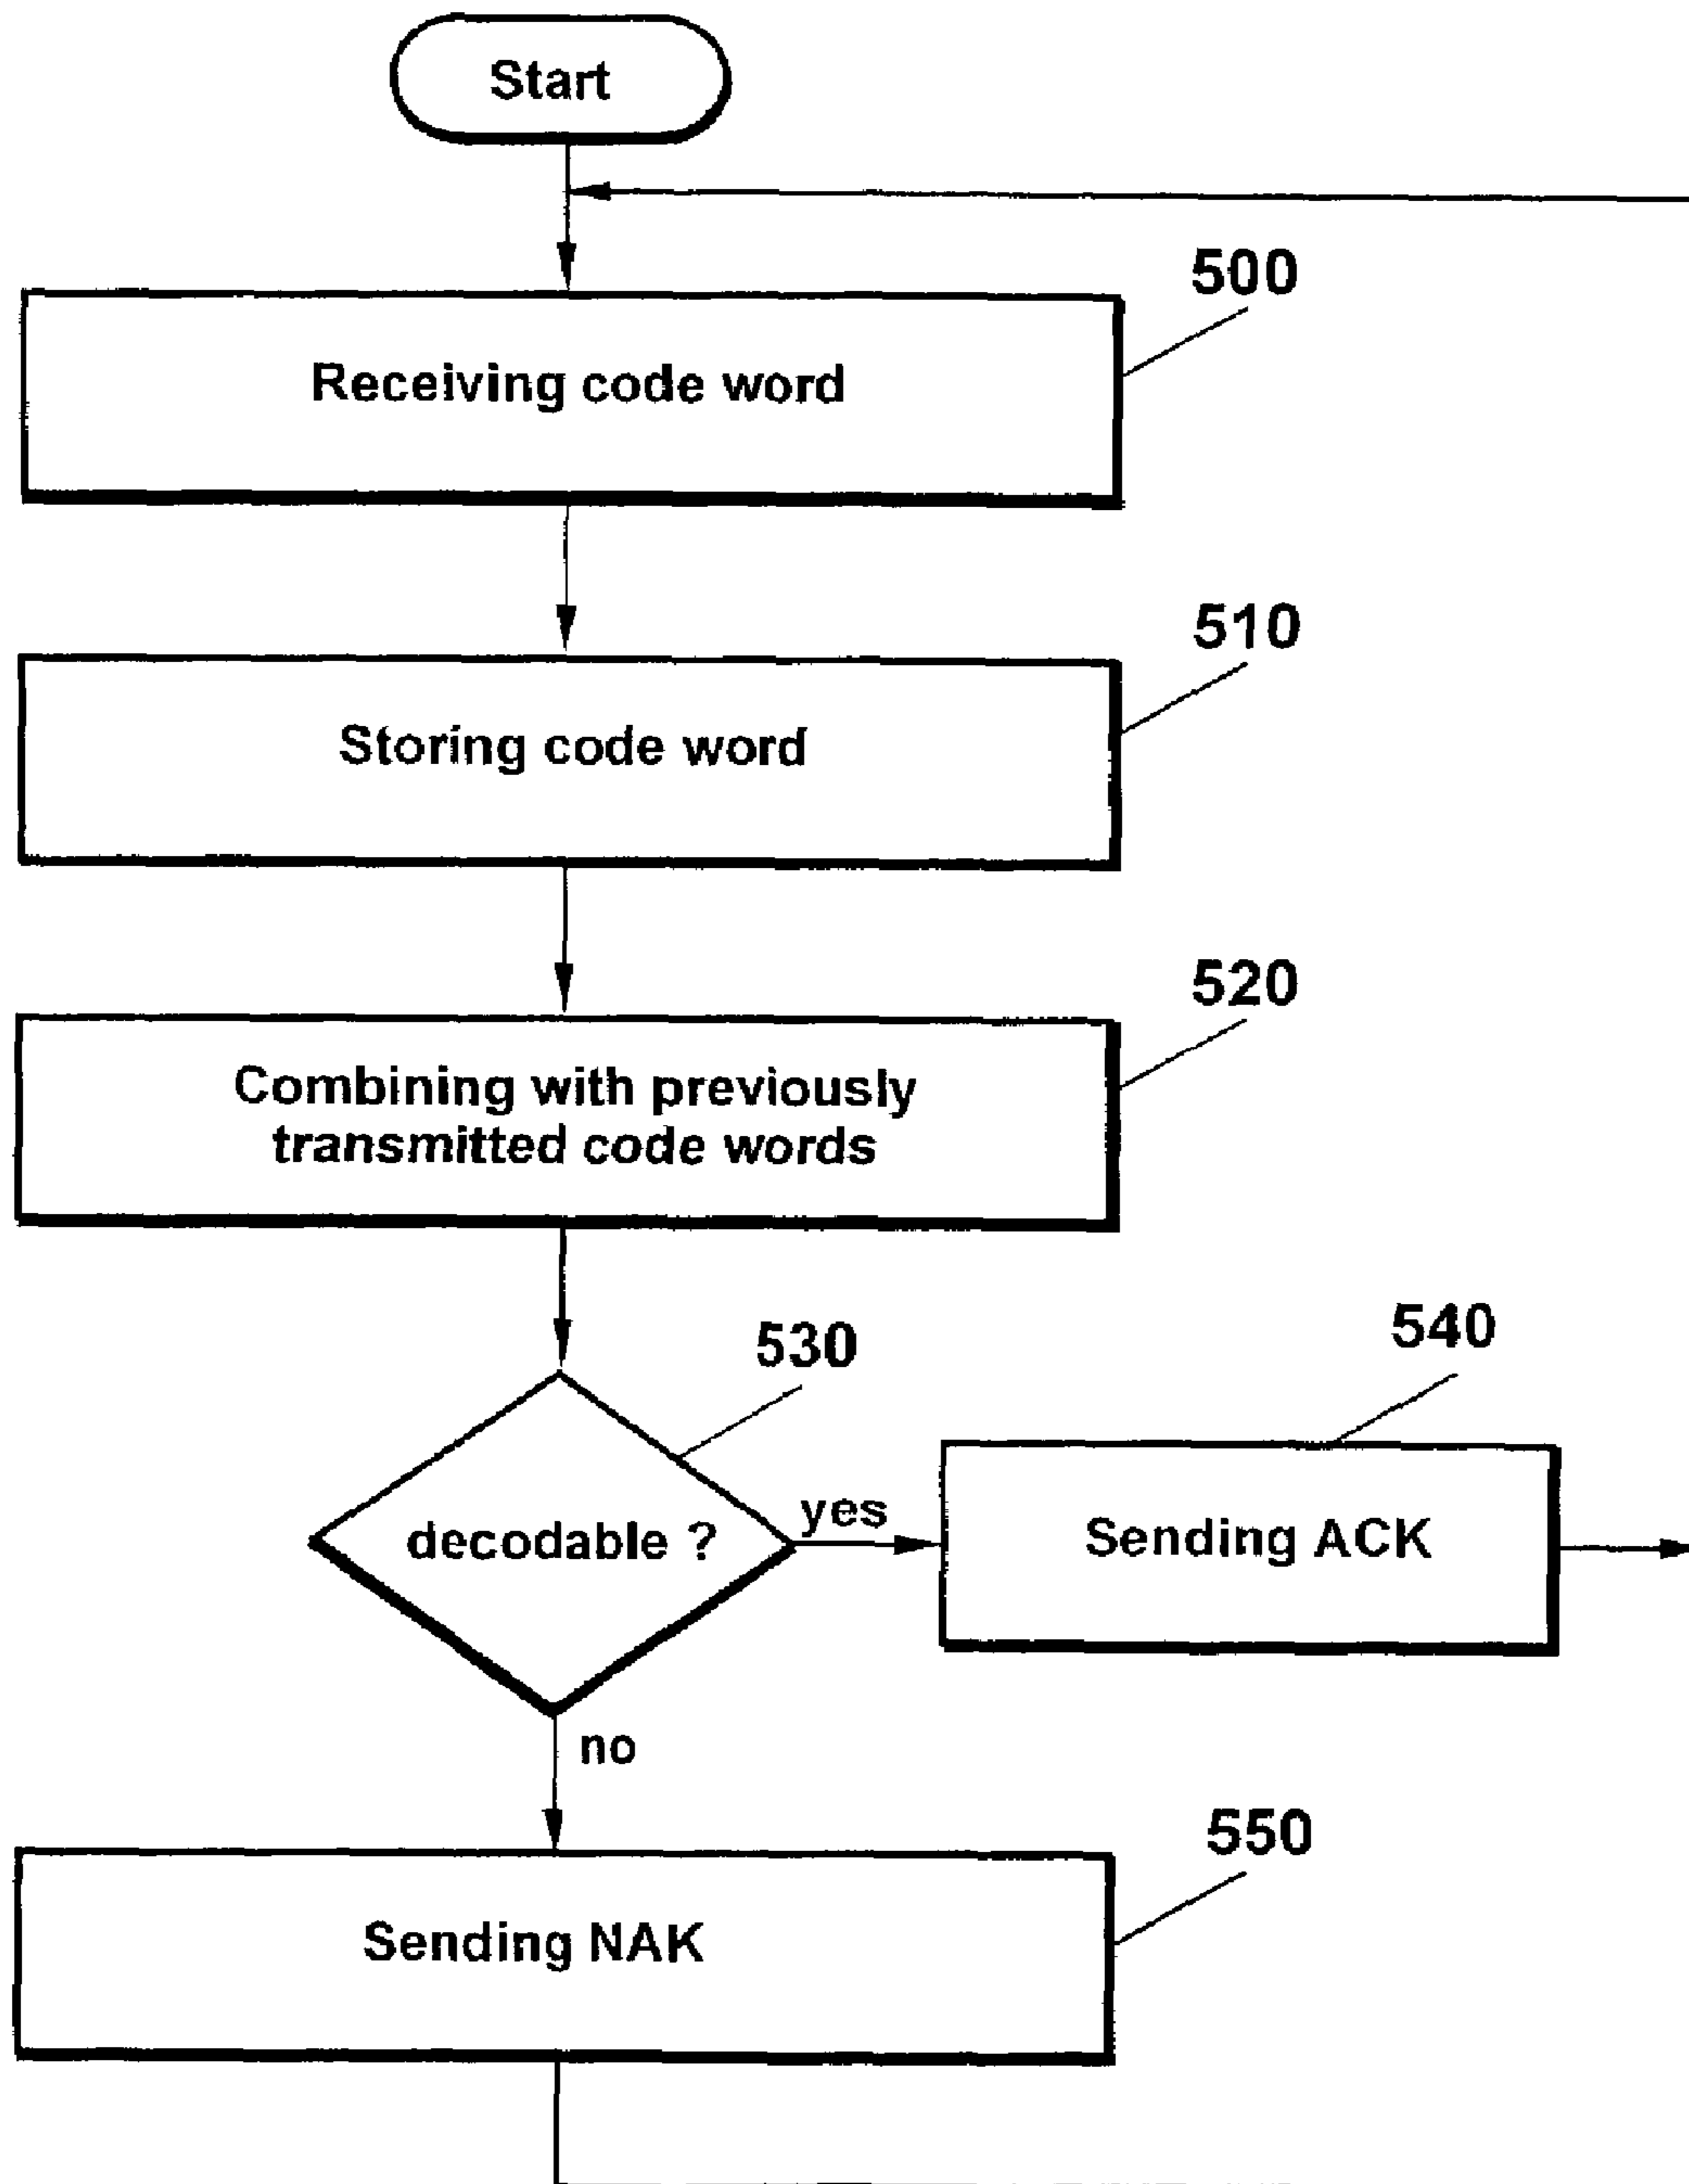 Start
500
Receiving code word
510
Storing code word
520
Combining with previously
transmitted code words
530
540
decodable ?
yes
Sending ACK
no
550
Sending NAK